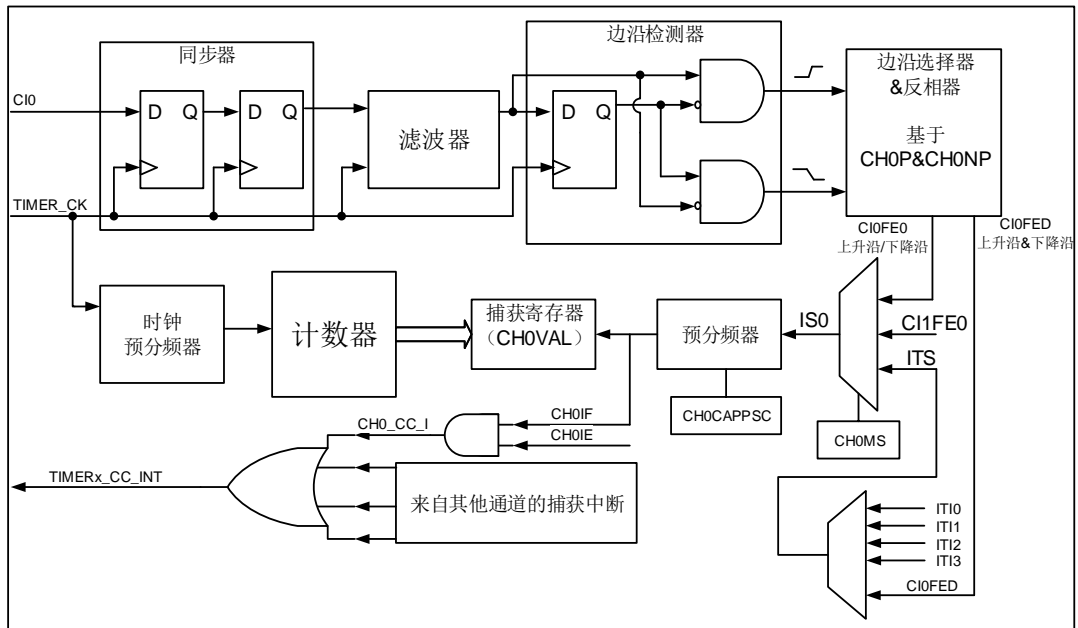 同步器
边沿检测器
CI0
D Q
D Q
滤波器
D Q
边沿选择器
&反相器
基于
CH0P&CH0NP
TIMER_CK
CI0FE0
上升沿/下降沿
CI0FED
上升沿&下降沿
时钟
预分频器
计数器
捕获寄存器
（CH0VAL）
预分频器
IS0
CI1FE0
ITS
CH0CAPPSC
CH0MS
CH0_CC_I
CH0IF
CH0IE
TIMERx_CC_INT
来自其他通道的捕获中断
ITI0
ITI1
ITI2
ITI3
CI0FED